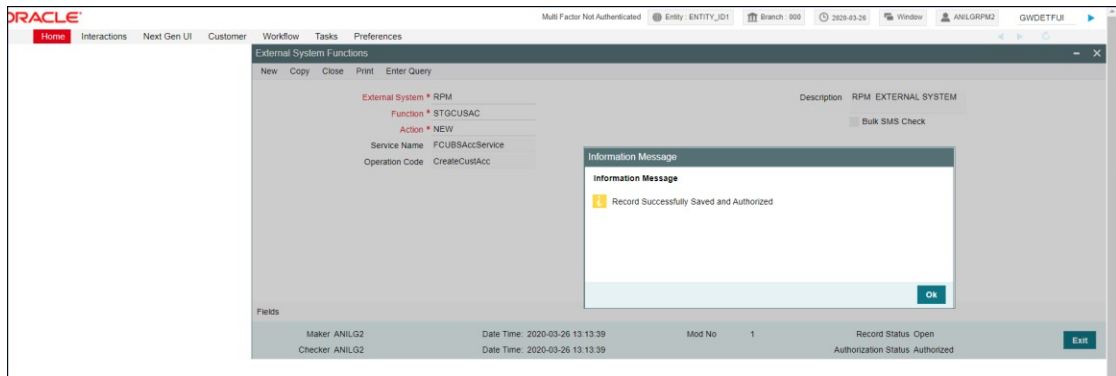 ORACLE
Multi Factor Not Authenticated Entity : ENTITY_ID1 Branch : 000 2020-03-26 Window ANILGRPM2 GWDETFUI
Home Interactions Next Gen UI Customer Workflow Tasks Preferences
External System Functions
New Copy Close Print Enter Query
External System * RPM Description RPM EXTERNAL SYSTEM
Function * STGCUSAC Bulk SMS Check
Action * NEW
Service Name FCUBSAccService
Operation Code CreateCustAcc
Information Message
Information Message
Record Successfully Saved and Authorized
Ok
Fields
Maker ANILG2 Date Time: 2020-03-26 13:13:39 Mod No 1 Record Status Open
Checker ANILG2 Date Time: 2020-03-26 13:13:39 Authorization Status Authorized
Exit